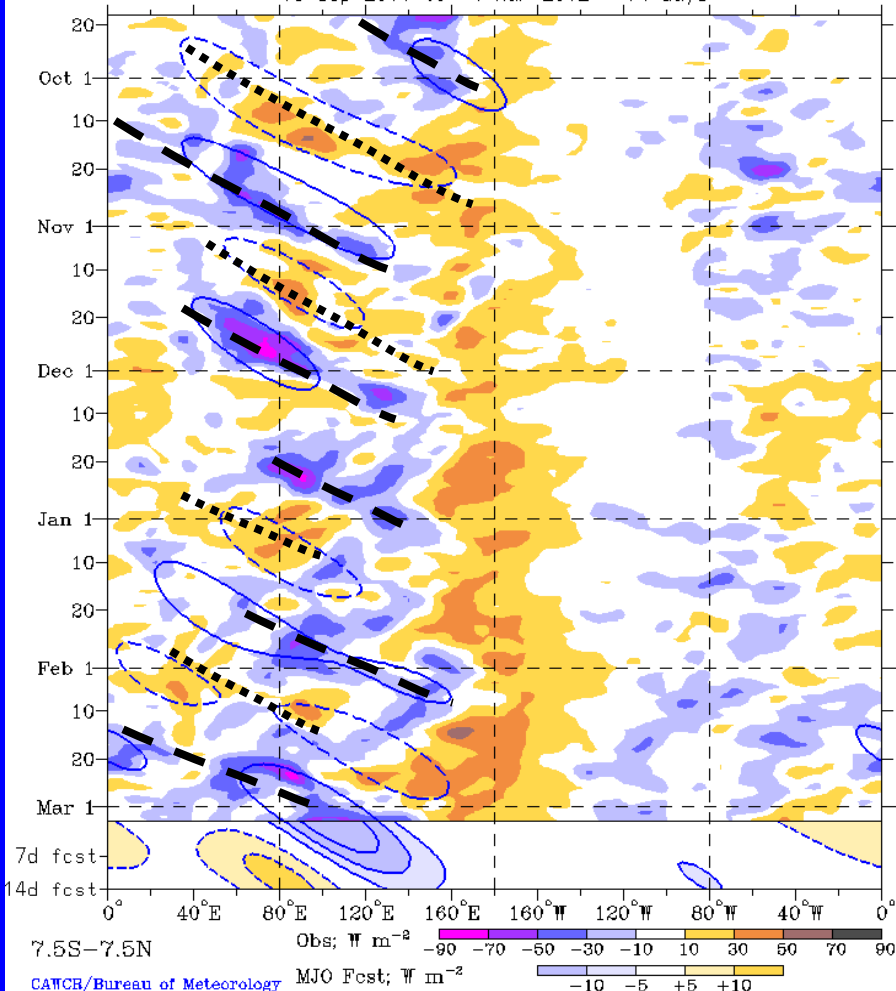 20
Oct 1
10
20
Nov 1
10
20
Dec 1
10
20
Jan 1
10
20
Feb 1
10
20
Mar 1
7d fcst
14d fcst
0° 40°E 80°E 120°E 160°E 160°W 120°W 80°W 40°W 0°
7.5S-7.5N
Obs; W m⁻²
-90 -70 -50 -30 -10 10 30 50 70 90
CAWCR/Bureau of Meteorology
MJO Fcst; W m⁻²
-10 -5 +5 +10